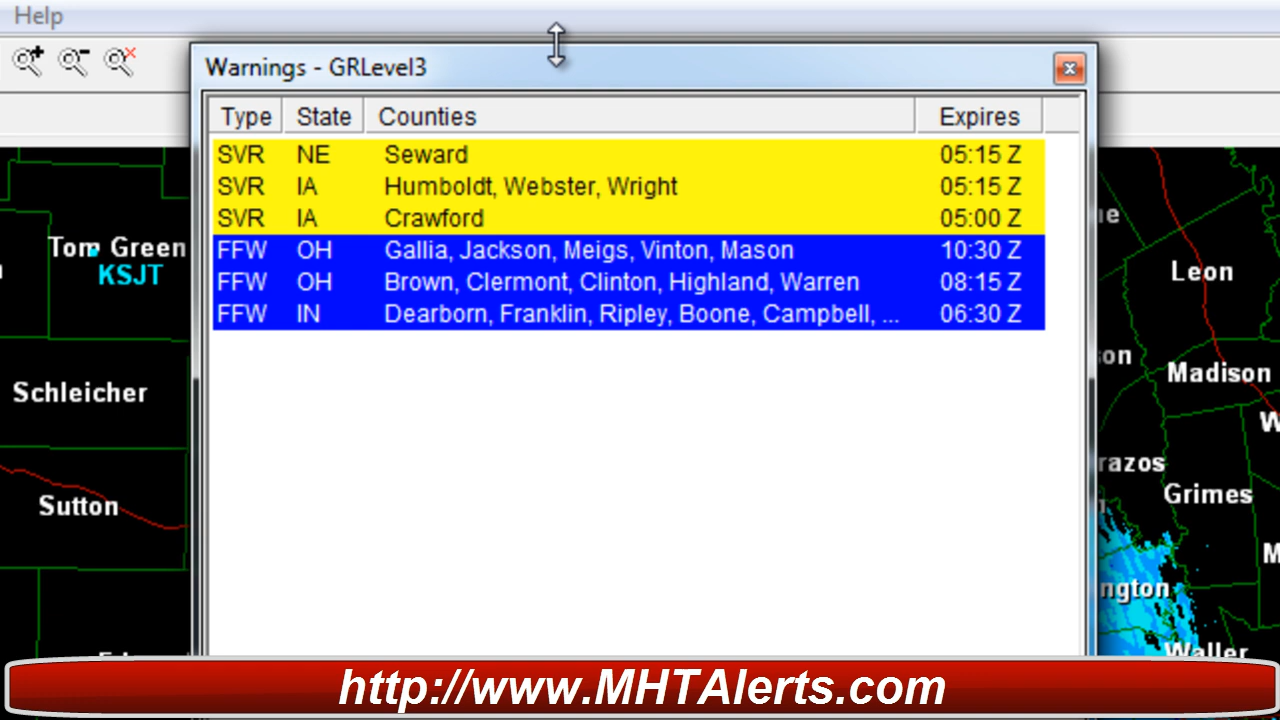 Help
Warnings - GRLevel3
Type State Counties Expires
SVR NE Seward 05:15 Z
SVR IA Humboldt, Webster, Wright 05:15 Z
SVR IA Crawford 05:00 Z
FFW OH Gallia, Jackson, Meigs, Vinton, Mason 10:30 Z
FFW OH Brown, Clermont, Clinton, Highland, Warren 08:15 Z
FFW IN Dearborn, Franklin, Ripley, Boone, Campbell, ... 06:30 Z
Tom Green
KSJT
Schleicher
Sutton
Leon
son
Madison
razos
Grimes
ngton
Waller
http://www.MHTAlerts.com